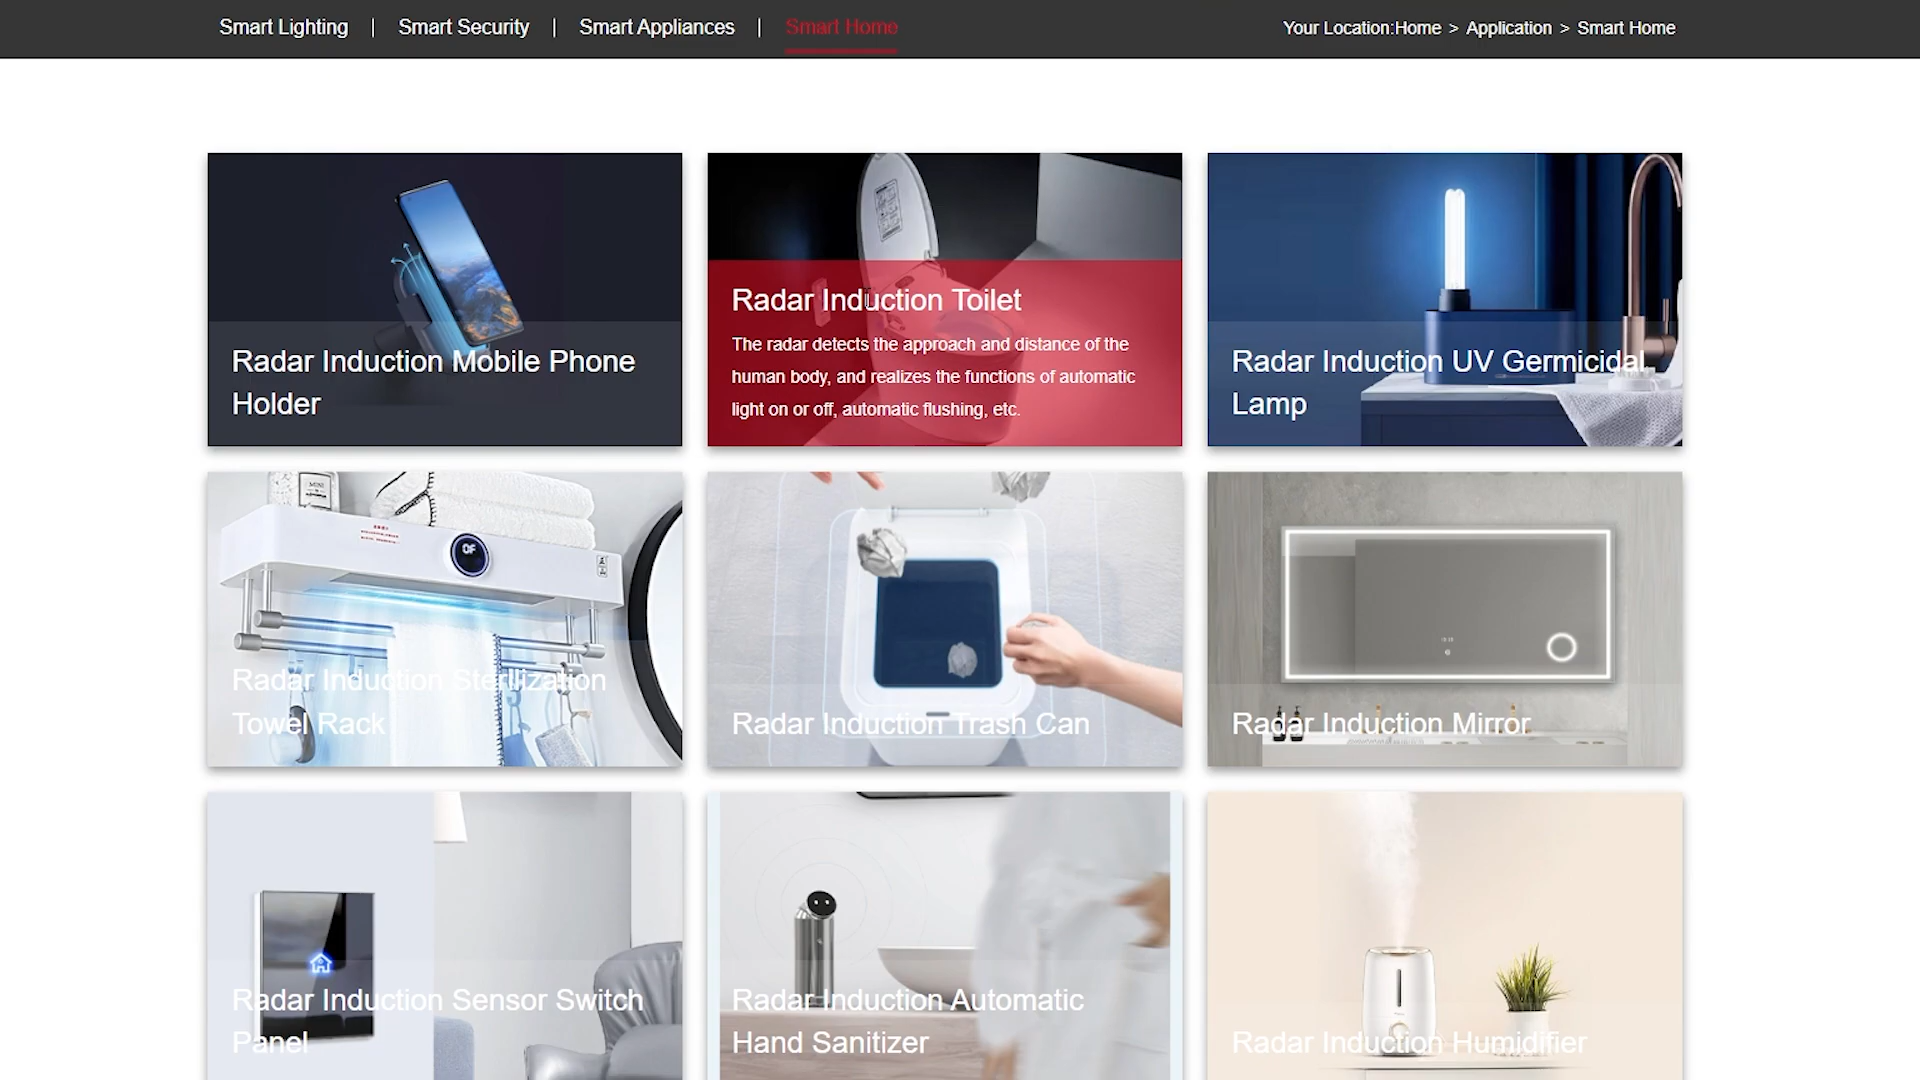 Smart Lighting | Smart Security | Smart Appliances | Smart Home
Your Location:Home > Application > Smart Home
Radar Induction Mobile Phone
Holder
Radar Induction Toilet
The radar detects the approach and distance of the
human body, and realizes the functions of automatic
light on or off, automatic flushing, etc.
Radar Induction UV Germicidal
Lamp
MINI
OF
Radar Induction Sterilization
Towel Rack
Radar Induction Trash Can
Radar Induction Mirror
Radar Induction Sensor Switch
Panel
Radar Induction Automatic
Hand Sanitizer
Radar Induction Humidifier